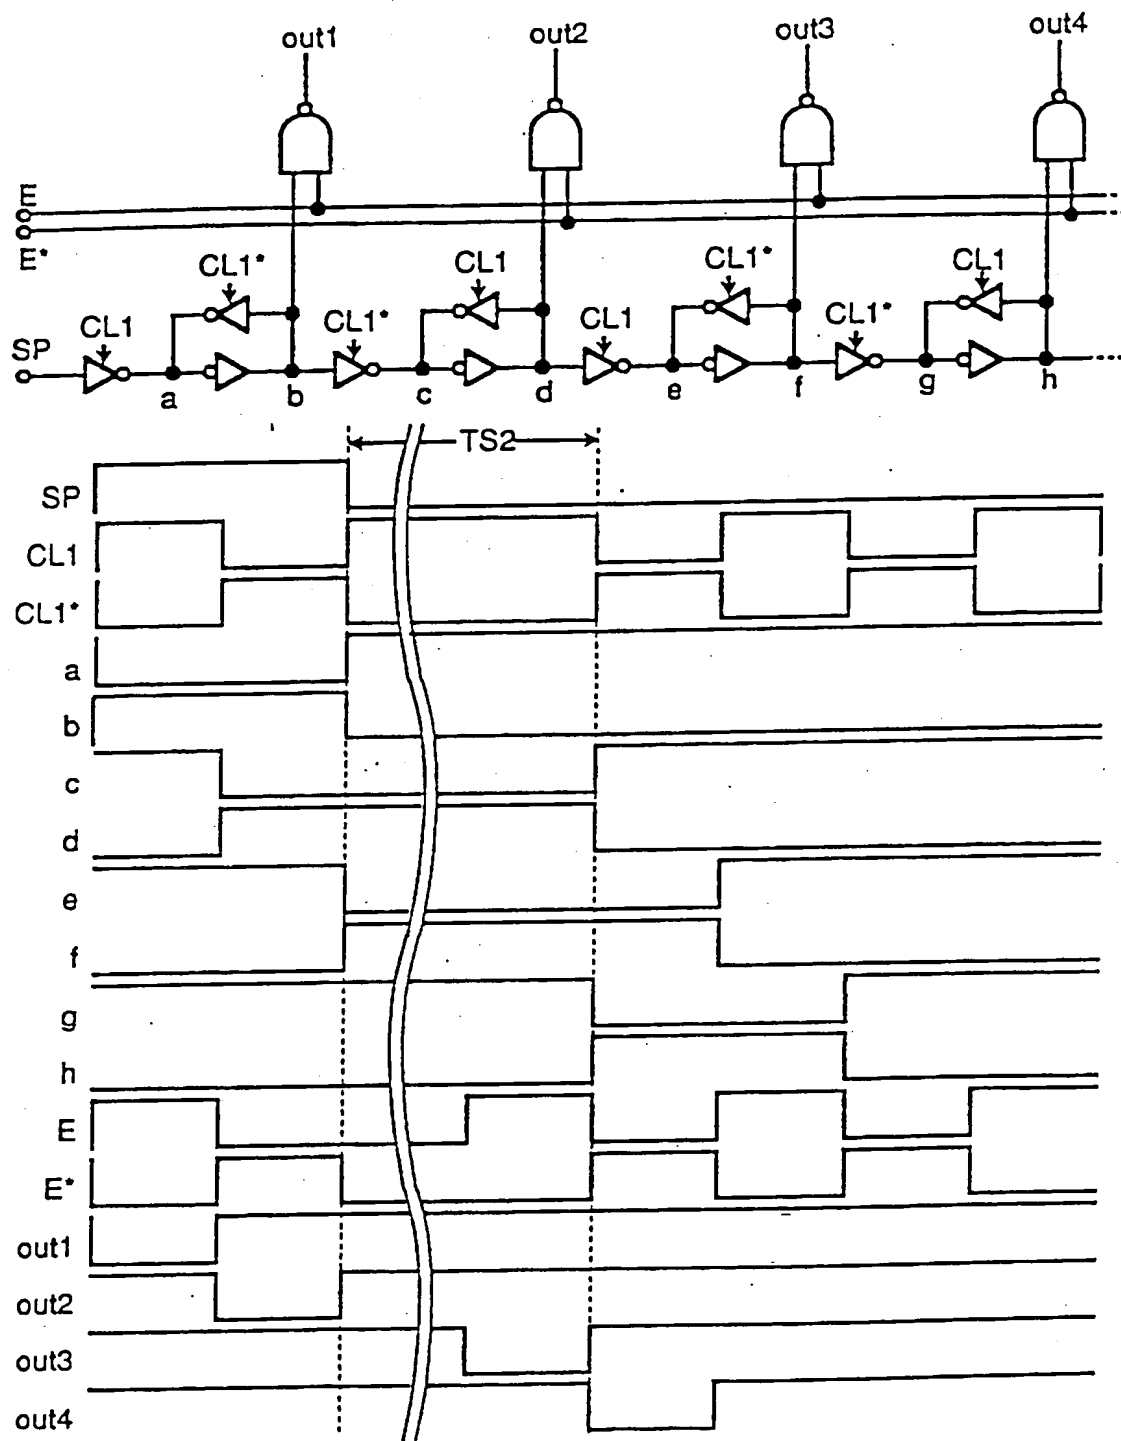 out1 out2 out3 out4
E
E*
CL1* CL1 CL1* CL1
CL1 CL1* CL1 CL1*
SP
a b c d e f g h
TS2
SP
CL1
CL1*
a
b
c
d
e
f
g
h
E
E*
out1
out2
out3
out4